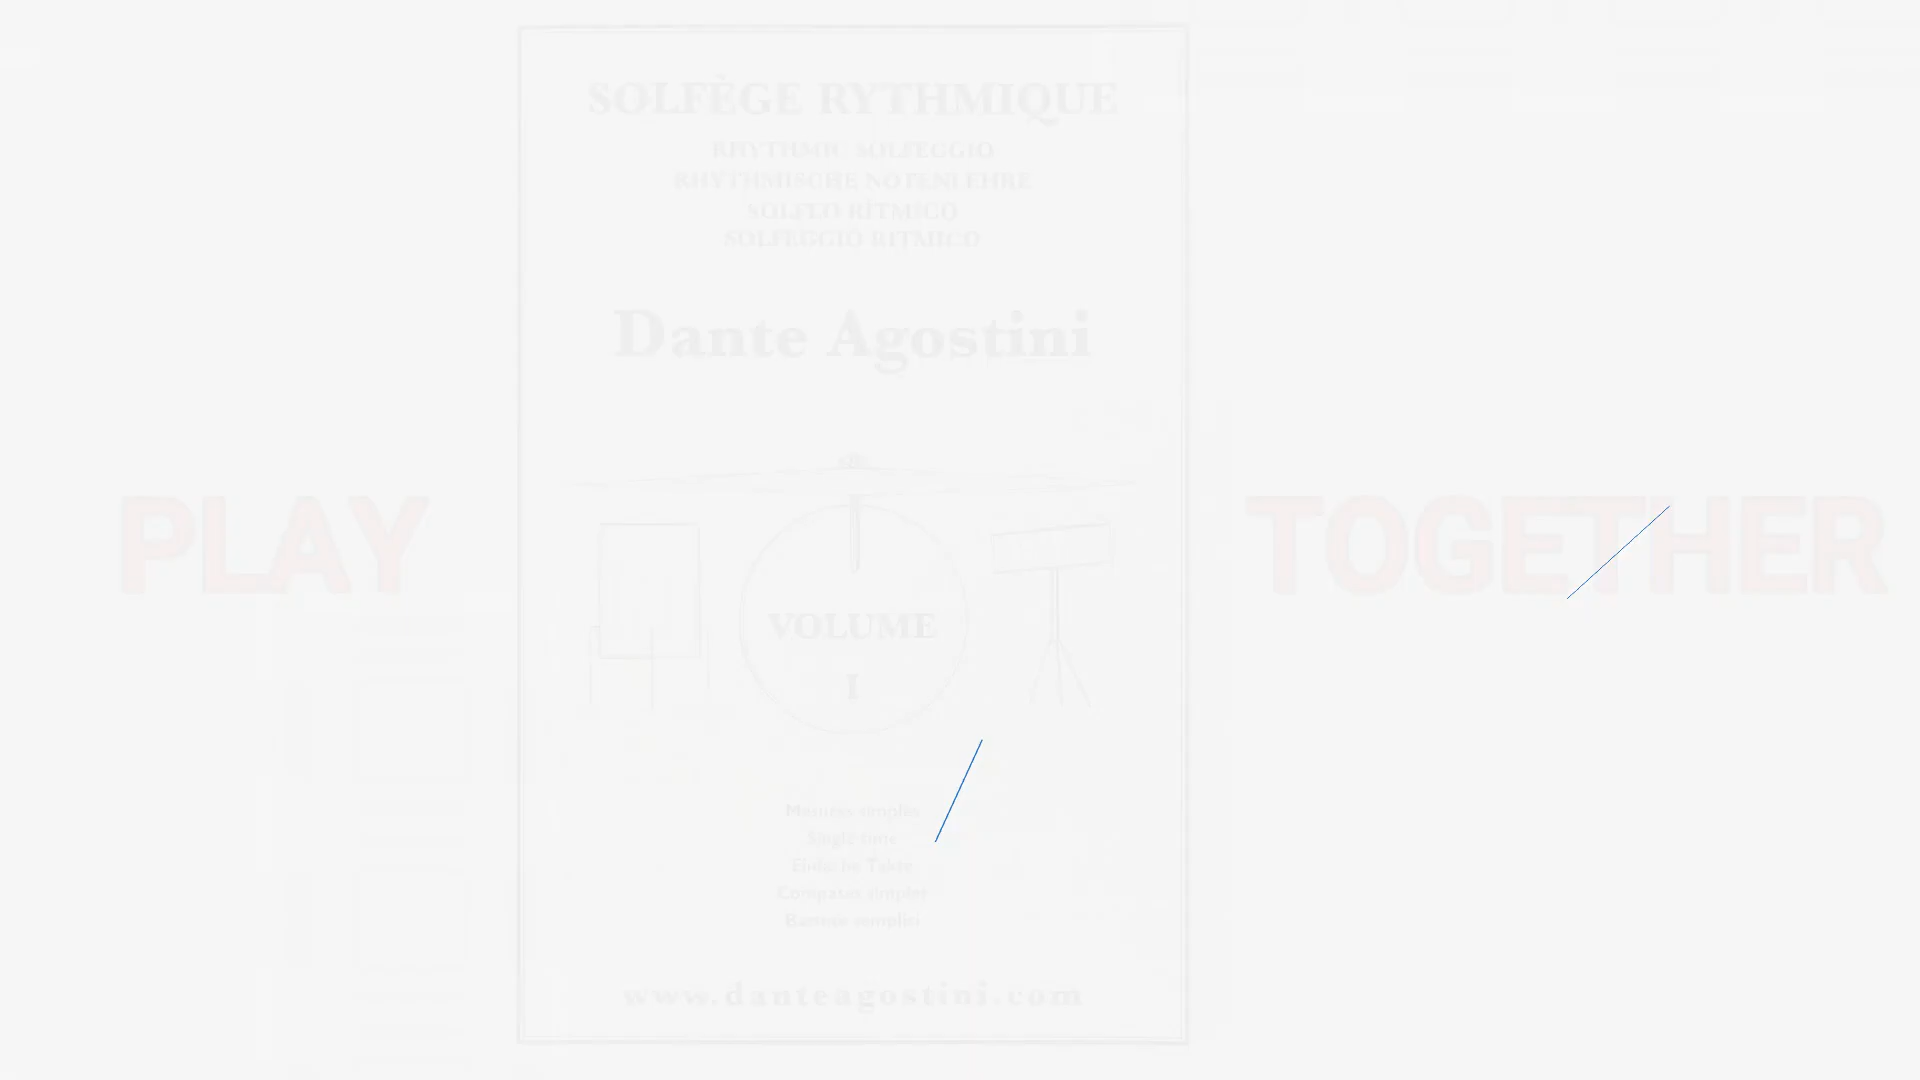 SOLFÈGE RYTHMIQUE
RHYTHMIC SOLFEGGIO
RHYTHMISCHE NOTENLEHRE
SOLFEO RITMICO
SOLFEGGIO RITMICO
Dante Agostini
PLAY
TOGETHER
VOLUME
I
Mesures simples
Single time
Einfache Takte
Compases simples
Battute semplici
www.danteagostini.com